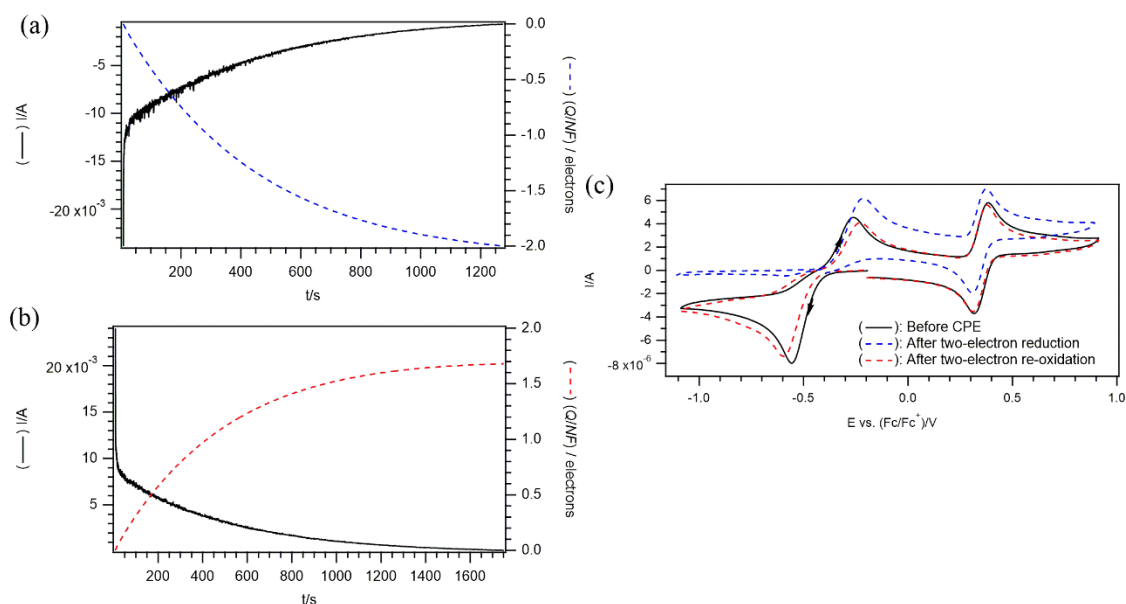 (a)
(—) I/A
-5
-10
-15
-20 x10⁻³
0.0
-0.5
-1.0
-1.5
-2.0
(---) (Q/NF) / electrons
200
400
600
800
1000
1200
t/s
(b)
(—) I/A
20 x10⁻³
15
10
5
2.0
1.5
1.0
0.5
0.0
(---) (Q/NF) / electrons
200
400
600
800
1000
1200
1400
1600
t/s
(c)
I/A
6
4
2
0
-2
-4
-6
-8 x10⁻⁶
(—): Before CPE
(---): After two-electron reduction
(---): After two-electron re-oxidation
-1.0
-0.5
0.0
0.5
1.0
E vs. (Fc/Fc⁺)/V